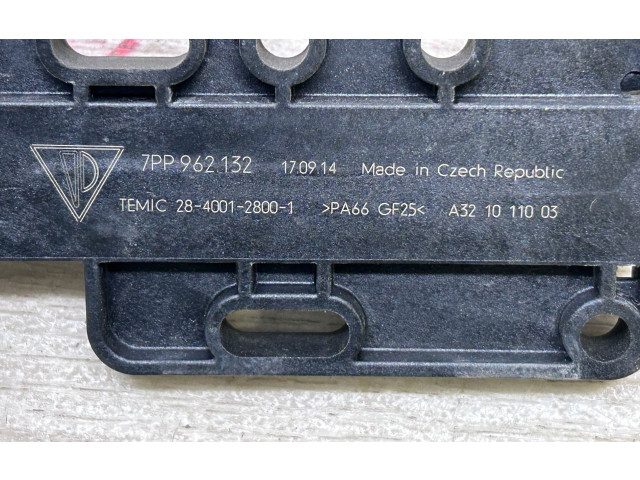 7PP 962 132 17.09.14 Made in Czech Republic
TEMIC 28-4001-2800-1 >PA66 GF25< A32 10 110 03